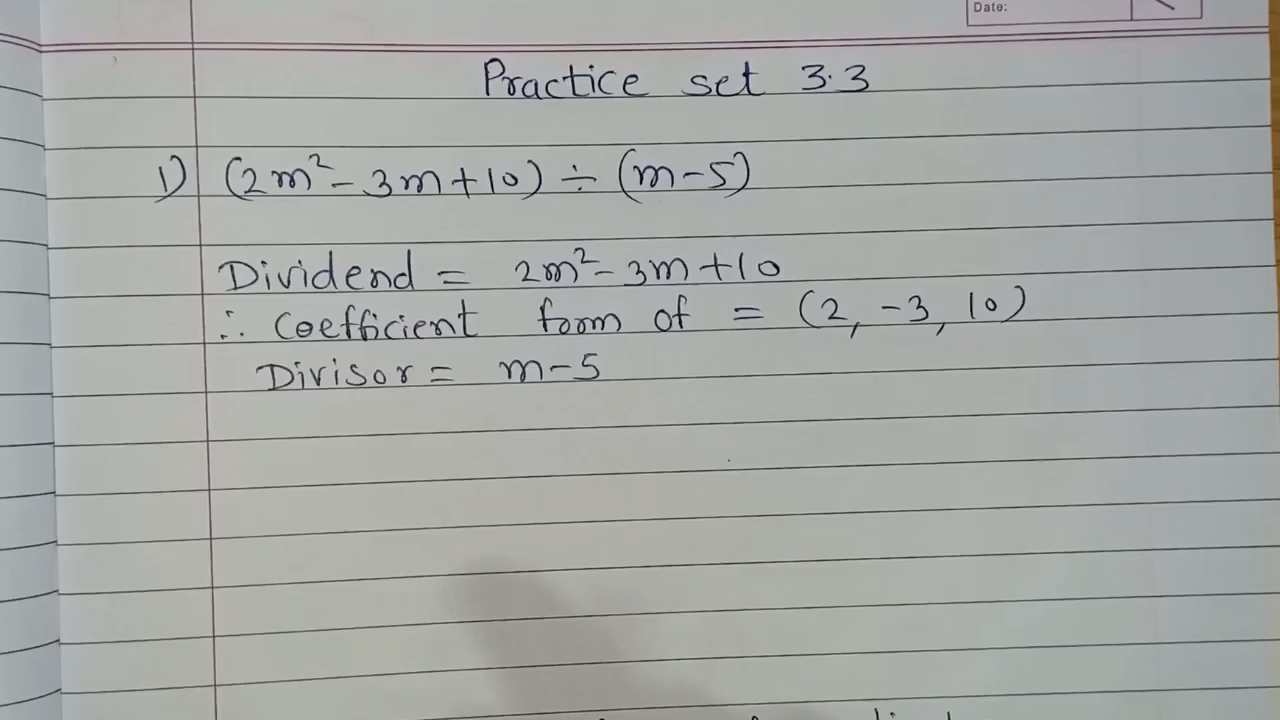 Date:
Practice set 3.3
1) (2m² - 3m + 10) ÷ (m - 5)
Dividend = 2m² - 3m + 10
∴ Coefficient form of = (2, -3, 10)
Divisor = m - 5